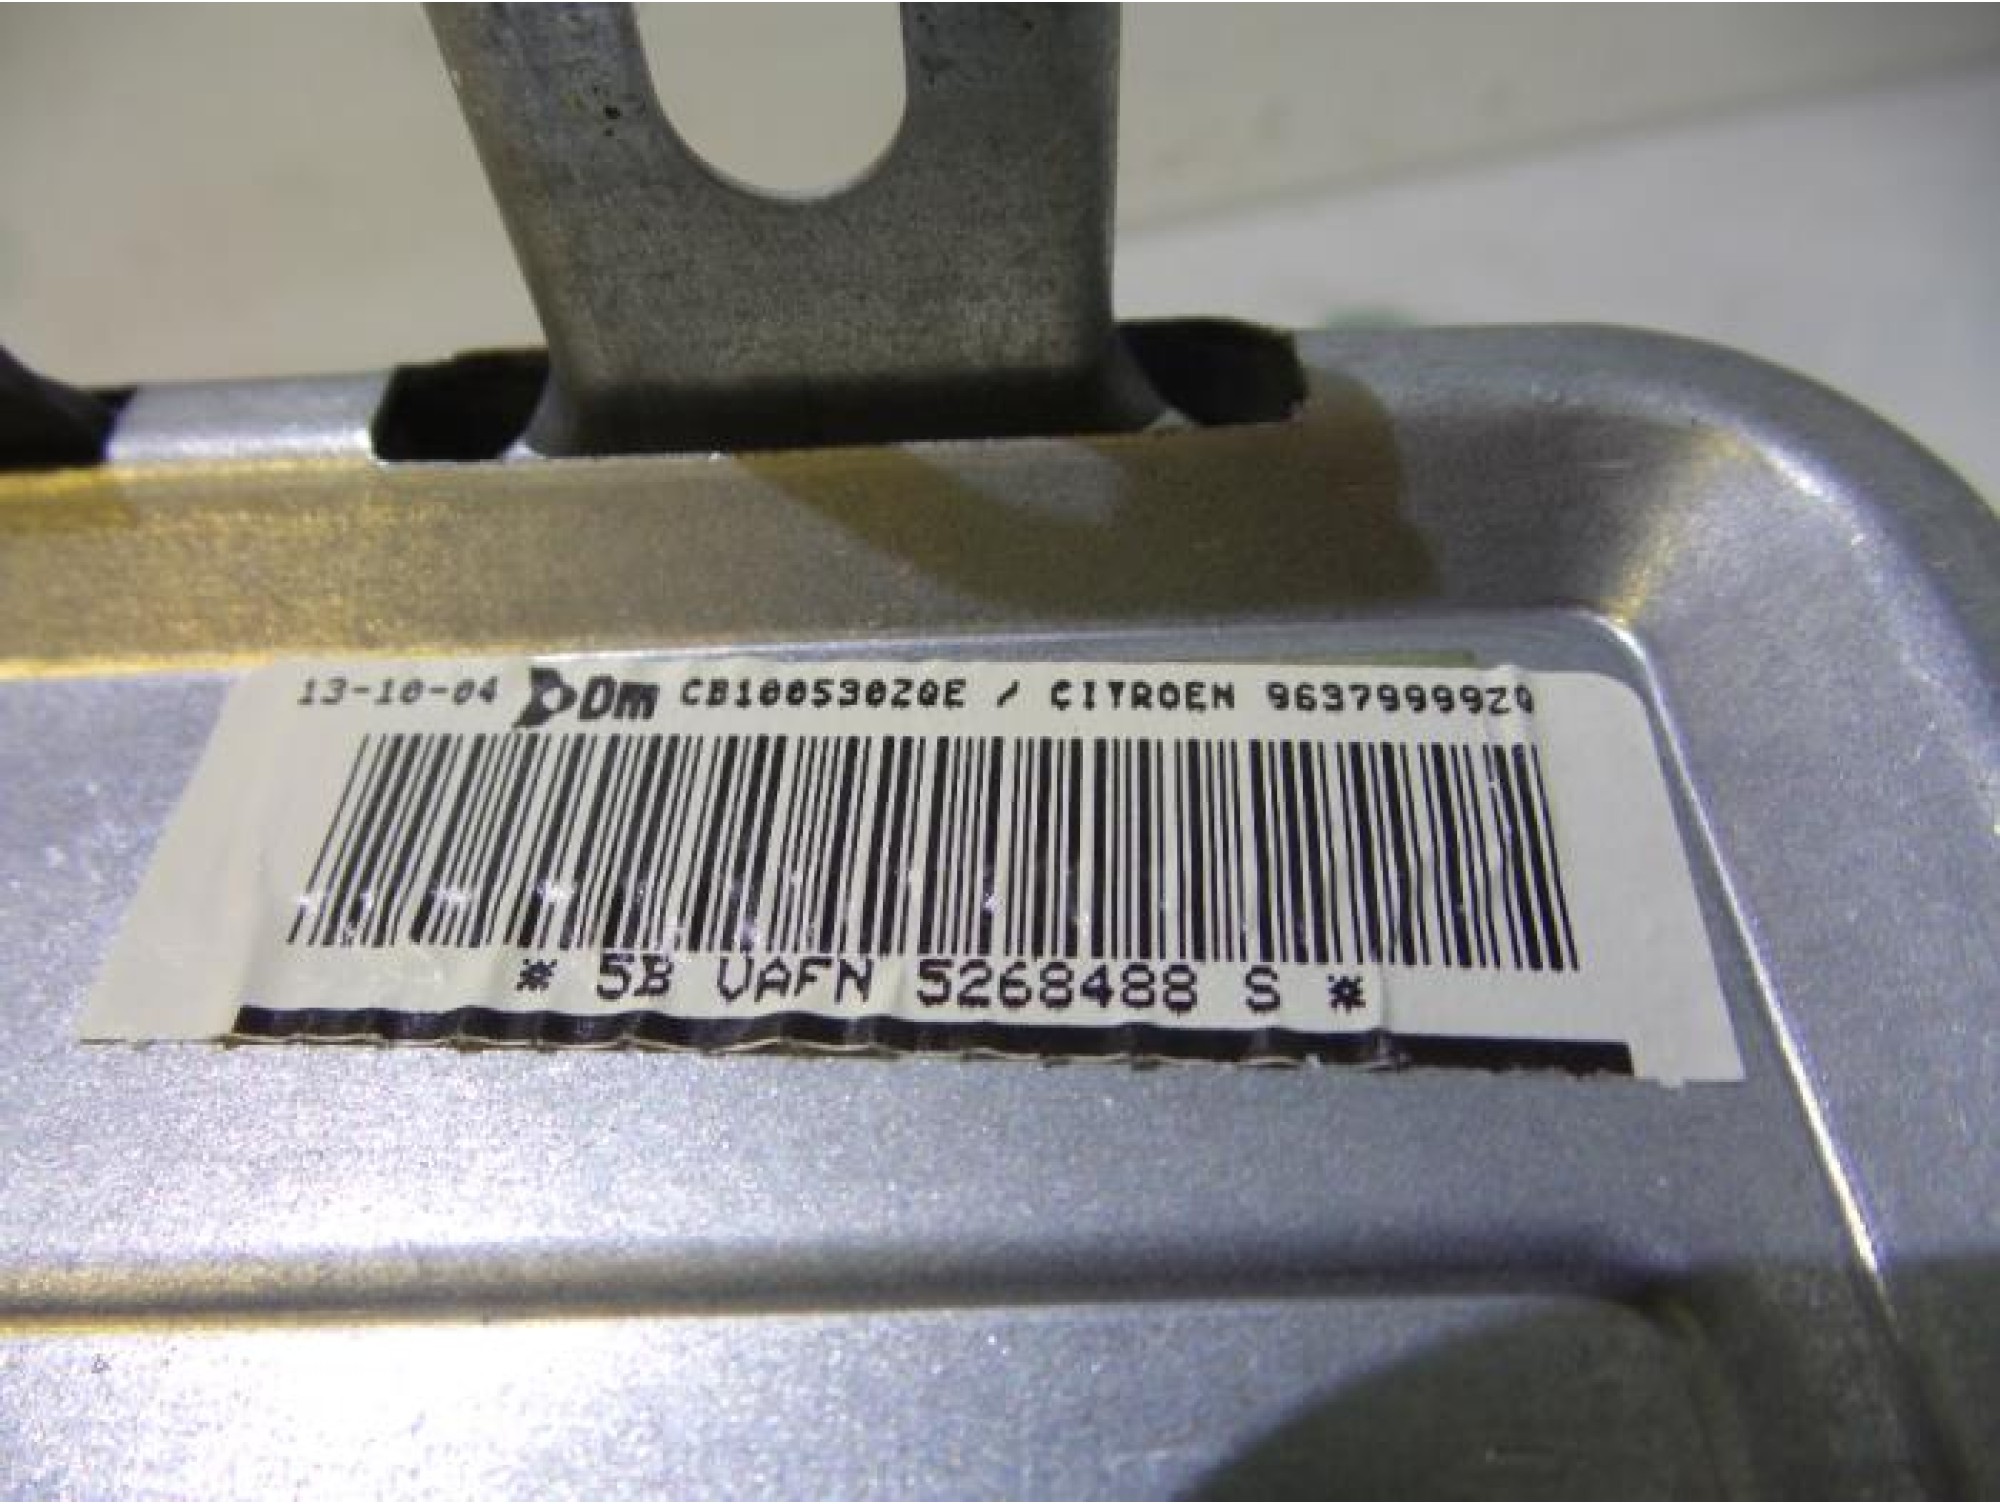 13-10-04 Dm CB100530ZQE / CITROEN 96379999ZQ
* 5B VAFN 5268488 S *